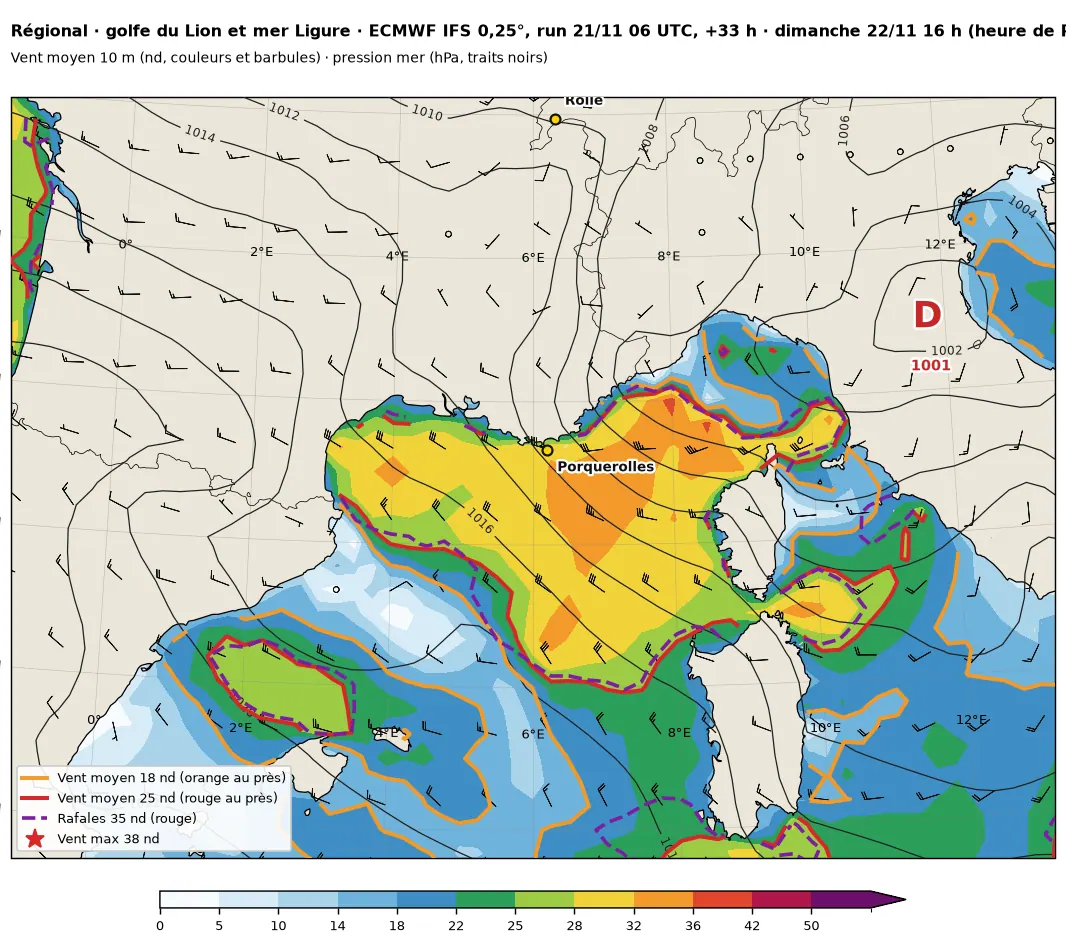 Régional · golfe du Lion et mer Ligure · ECMWF IFS 0,25°, run 21/11 06 UTC, +33 h · dimanche 22/11 16 h (heure de P
Vent moyen 10 m (nd, couleurs et barbules) · pression mer (hPa, traits noirs)
Rolle
1012
1010
1014
1008
1006
1004
0°
2°E
4°E
6°E
8°E
10°E
12°E
D
1002
1001
Porquerolles
1016
0°
2°E
4°E
6°E
8°E
10°E
12°E
Vent moyen 18 nd (orange au près)
Vent moyen 25 nd (rouge au près)
Rafales 35 nd (rouge)
Vent max 38 nd
0 5 10 14 18 22 25 28 32 36 42 50